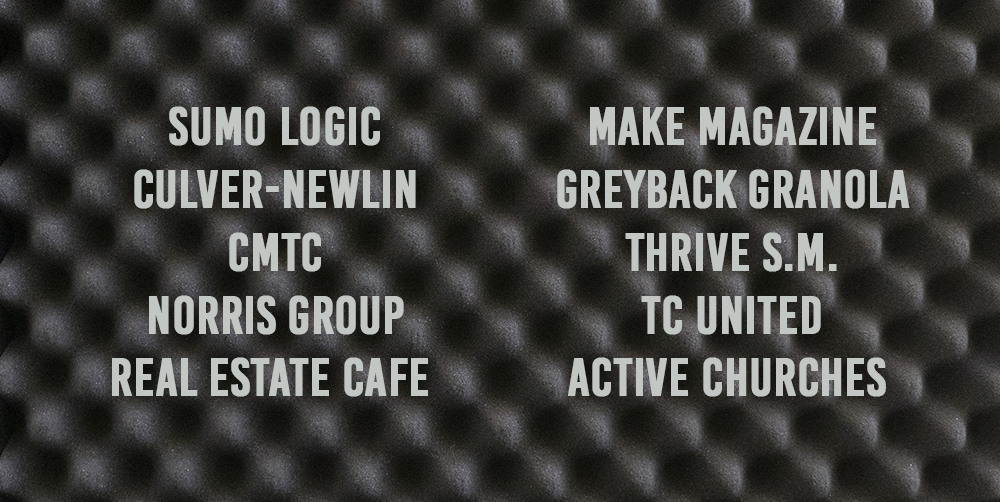 SUMO LOGIC
CULVER-NEWLIN
CMTC
NORRIS GROUP
REAL ESTATE CAFE
MAKE MAGAZINE
GREYBACK GRANOLA
THRIVE S.M.
TC UNITED
ACTIVE CHURCHES